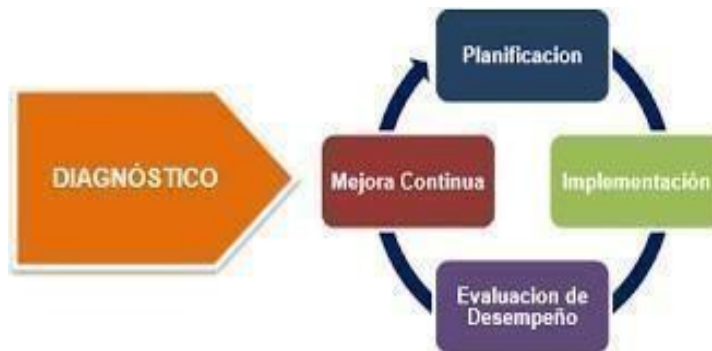 DIAGNÓSTICO
Planificacion
Implementación
Evaluacion de
Desempeño
Mejora Continua